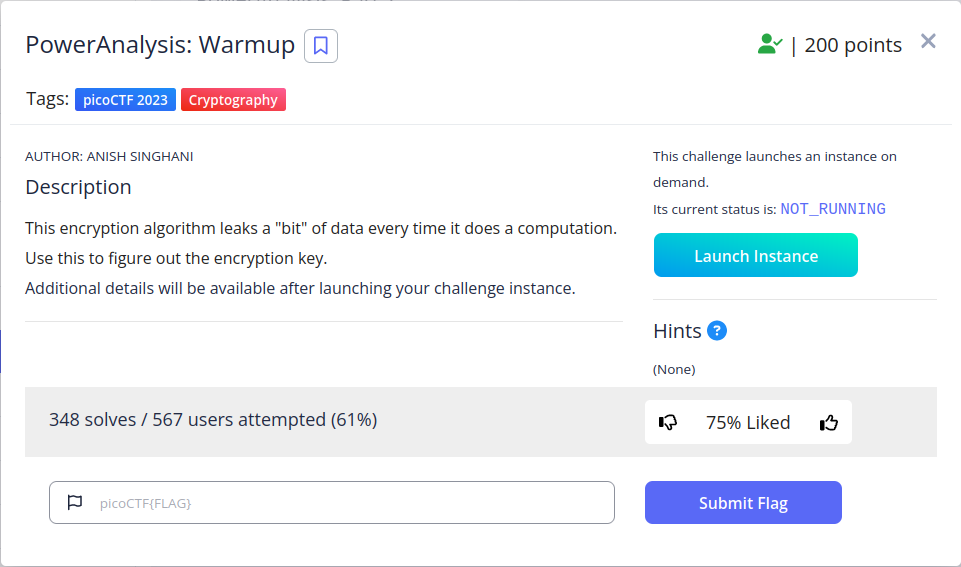 PowerAnalysis: Warmup
| 200 points
Tags: picoCTF 2023 Cryptography
AUTHOR: ANISH SINGHANI
Description
This encryption algorithm leaks a "bit" of data every time it does a computation.
Use this to figure out the encryption key.
Additional details will be available after launching your challenge instance.
This challenge launches an instance on
demand.
Its current status is: NOT_RUNNING
Launch Instance
Hints ?
(None)
348 solves / 567 users attempted (61%)
75% Liked
picoCTF{FLAG}
Submit Flag